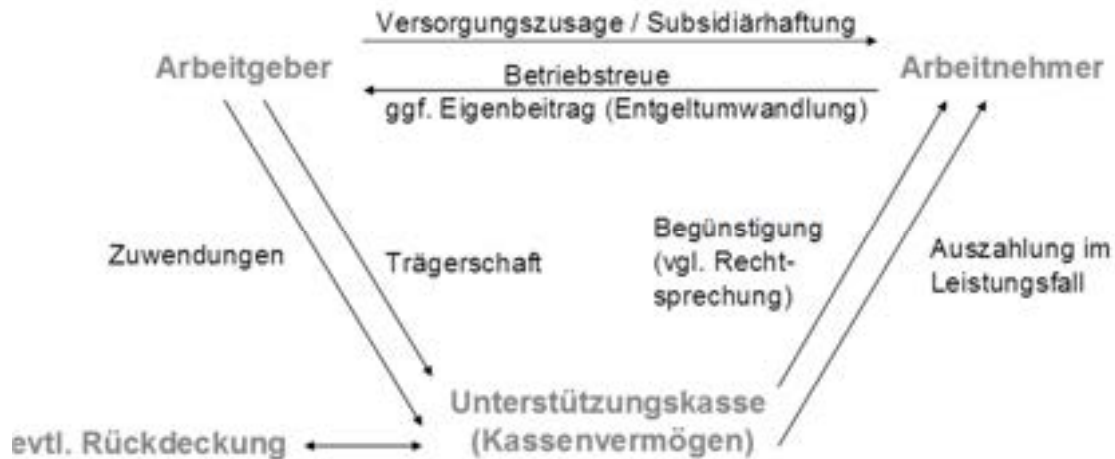 Versorgungszusage / Subsidiärhaftung
Arbeitgeber
Betriebstreue
Arbeitnehmer
ggf. Eigenbeitrag (Entgeltumwandlung)
Zuwendungen
Trägerschaft
Begünstigung
(vgl. Recht-
sprechung)
Auszahlung im
Leistungsfall
Unterstützungskasse
(Kassenvermögen)
evtl. Rückdeckung